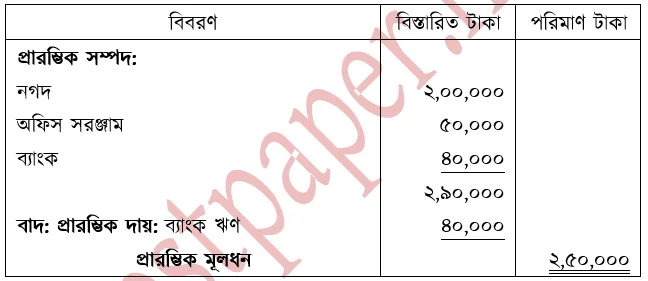 বিবরণ বিস্তারিত টাকা পরিমাণ টাকা
প্রারম্ভিক সম্পদ:
নগদ ২,০০,০০০
অফিস সরঞ্জাম ৫০,০০০
ব্যাংক ৪০,০০০
২,৯০,০০০
বাদ: প্রারম্ভিক দায়: ব্যাংক ঋণ ৪০,০০০
প্রারম্ভিক মূলধন ২,৫০,০০০
stpaper.